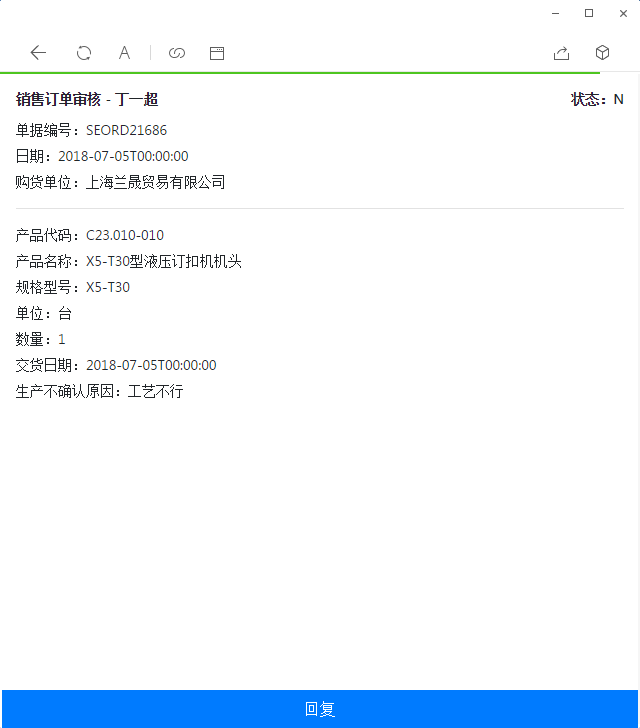 销售订单审核 - 丁一超 状态：N
单据编号：SEORD21686
日期：2018-07-05T00:00:00
购货单位：上海兰晟贸易有限公司
产品代码：C23.010-010
产品名称：X5-T30型液压订扣机机头
规格型号：X5-T30
单位：台
数量：1
交货日期：2018-07-05T00:00:00
生产不确认原因：工艺不行
回复